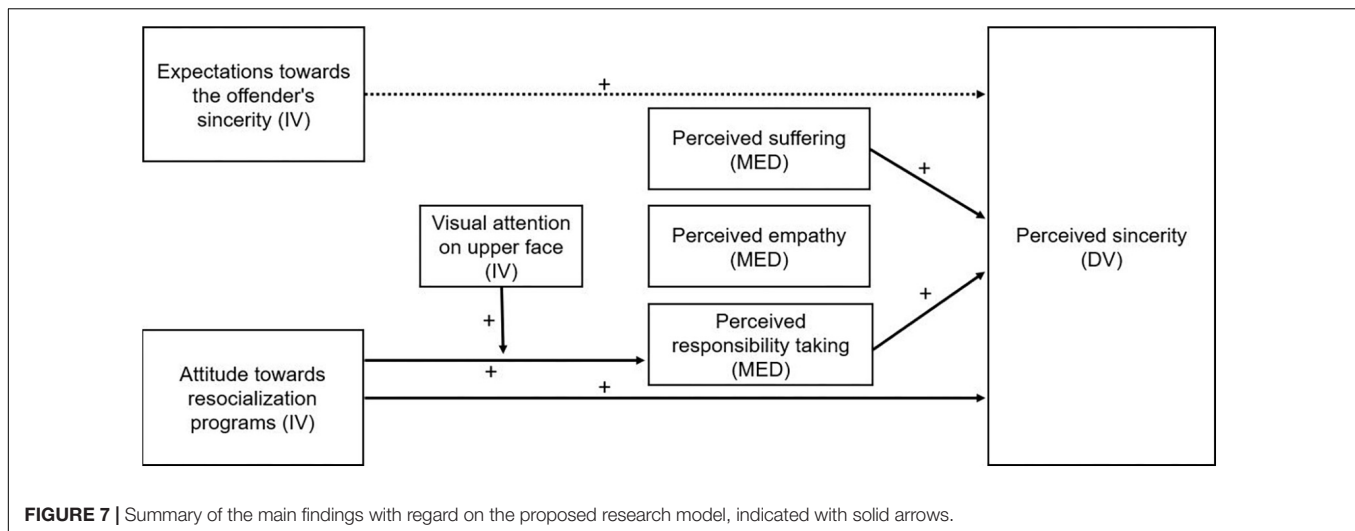 Expectations towards
the offender's
sincerity (IV)
+
Perceived suffering
(MED)
+
Visual attention
on upper face
(IV)
Perceived empathy
(MED)
Perceived sincerity
(DV)
+
+
Perceived
responsibility taking
(MED)
+
Attitude towards
resocialization
programs (IV)
+
FIGURE 7 | Summary of the main findings with regard on the proposed research model, indicated with solid arrows.